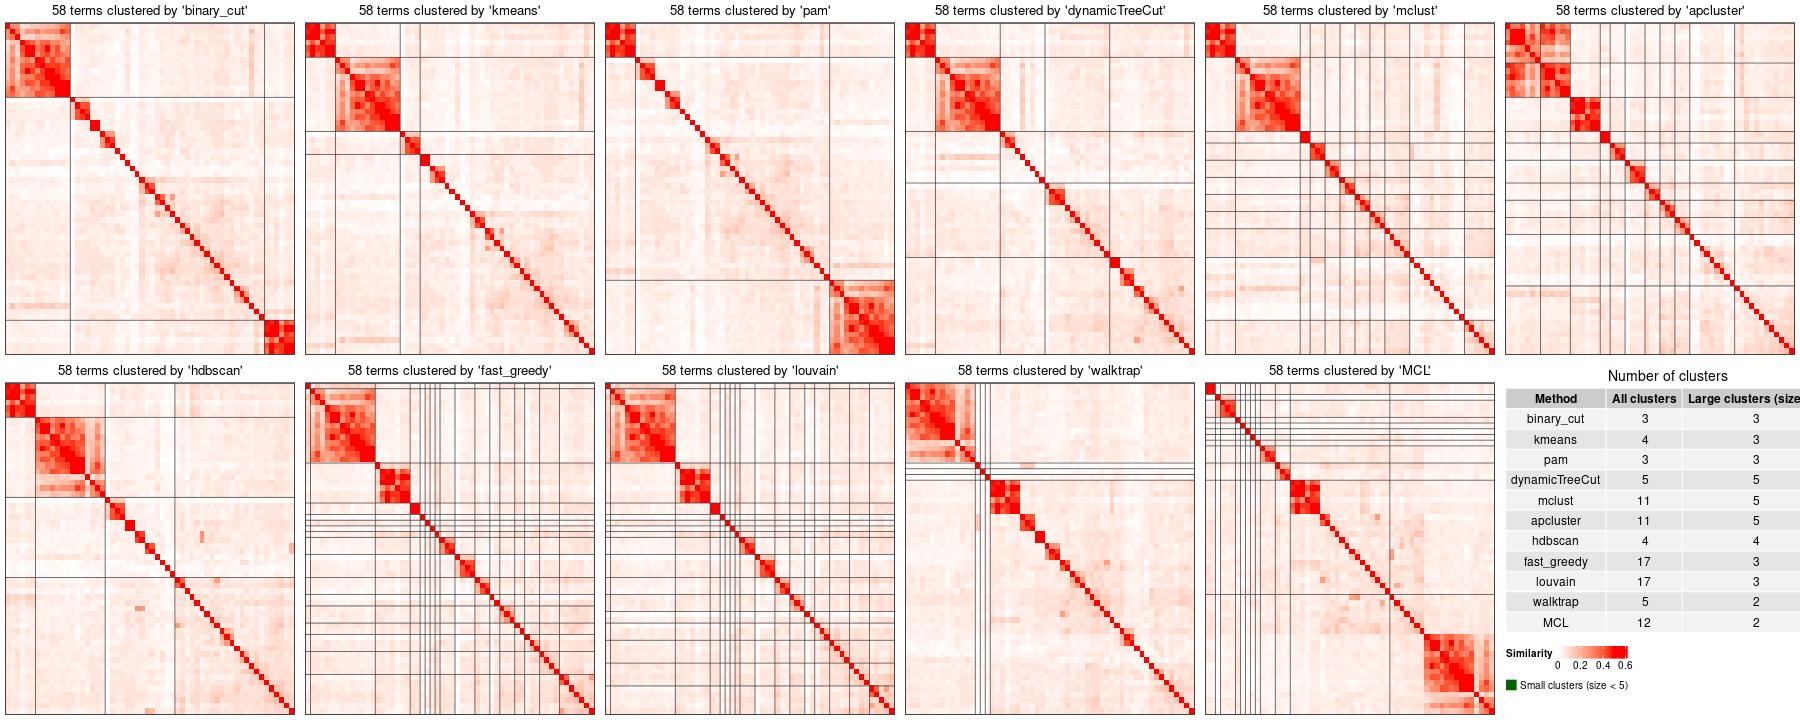 58 terms clustered by 'binary_cut'
58 terms clustered by 'kmeans'
58 terms clustered by 'pam'
58 terms clustered by 'dynamicTreeCut'
58 terms clustered by 'mclust'
58 terms clustered by 'apcluster'
58 terms clustered by 'hdbscan'
58 terms clustered by 'fast_greedy'
58 terms clustered by 'louvain'
58 terms clustered by 'walktrap'
58 terms clustered by 'MCL'
Number of clusters
Method All clusters Large clusters (size
binary_cut 3 3
kmeans 4 3
pam 3 3
dynamicTreeCut 5 5
mclust 11 5
apcluster 11 5
hdbscan 4 4
fast_greedy 17 3
louvain 17 3
walktrap 5 2
MCL 12 2
Similarity
0 0.2 0.4 0.6
Small clusters (size < 5)